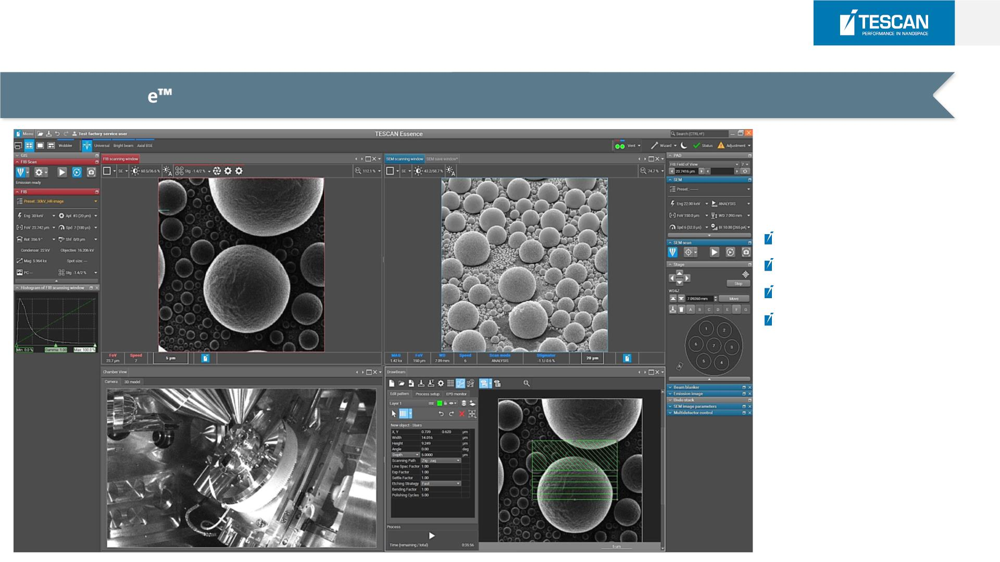 TESCAN
PERFORMANCE IN NANOSPACE
e™
Menu
Test factory service user
TESCAN Essence
Search (CTRL+F)
Wobbler
Universal
Bright beam
Axial BSE
Vent
Wizard
Status
Adjustment
GIS
FIB Scan
Emission ready
FIB
Preset: 30kV_HR-image
Eng 30 keV
Apt #3 (20 µm)
FoV 23.742 µm
Spd 7 (100 µs)
Rot 356.9 °
Shf 0/0 µm
Condenser 22 kV
Objective 16.206 kV
Mag 5.964 kx
Spot size: ---
PC ---
Stg -1.4/2 %
Histogram of FIB scanning window
Min: 0.0 %
Gamma: 1.00
Max: 100.0 %
FIB scanning window
SE
60.5/36.6 %
Stg -1.4/2 %
112.1 %
FoV
23.7 µm
Speed
7
5 µm
SEM scanning window
SEM save window*
SE
43.2/58.7 %
74.7 %
MAG
1.42 kx
FoV
150 µm
WD
7.09 mm
Speed
6
Scan mode
ANALYSIS
Stigmator
-1.1/-0.6 %
20 µm
Chamber View
Camera
3D model
DrawBeam
Edit pattern
Process setup
EPD monitor
Layer 1
IBE
New object - Stairs
X, Y 0.739 0.620 µm
Width 14.016 µm
Height 9.249 µm
Angle 0.00 deg
Depth 5.0000 µm
Scanning Path Zig - zag
Line Spac Factor 1.00
Exp Factor 1.00
Settle Factor 1.00
Etching Strategy Fast
Bending Factor 1.00
Polishing Cycles 5.00
Process
Time (remaining / total)
0:35:56
5 µm
PAD
FIB Field of View
7
23.7416 µm
SEM
Preset: ----
Eng 22.00 keV
ANALYSIS
FoV 150.0 µm
WD 7.093 mm
Spd 6 (32.0 µs)
BI 10.00 (265 pA)
SEM scan
Stage
Stop
WD&Z
7.09260 mm
Move
A B C D E F G
1
2
6
7
3
5
4
A
Beam blanker
Emission image
Undo stack
SEM image parameters
Multidetector control